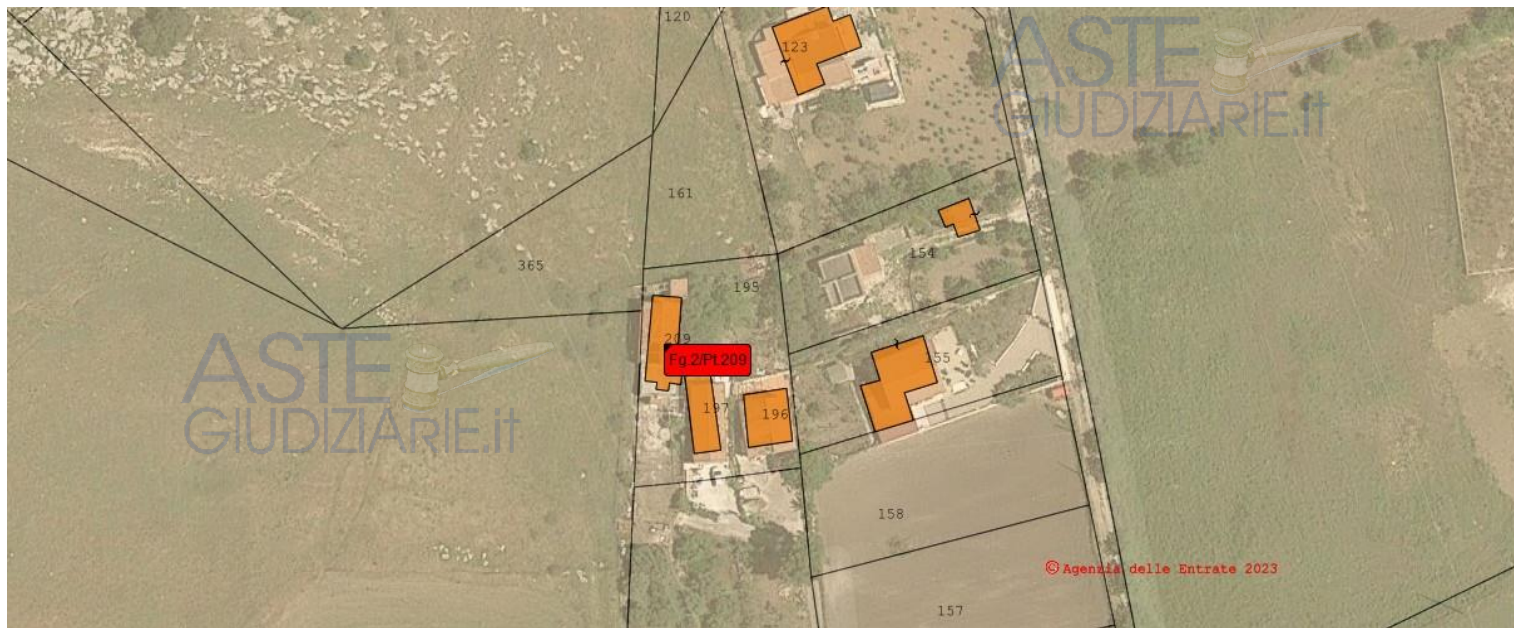 120
123
ASTE
GIUDIZIARIE.it
161
154
365
195
209
Fg.2/Pt.209
155
ASTE
GIUDIZIARIE.it
197
196
158
© Agenzia delle Entrate 2023
157